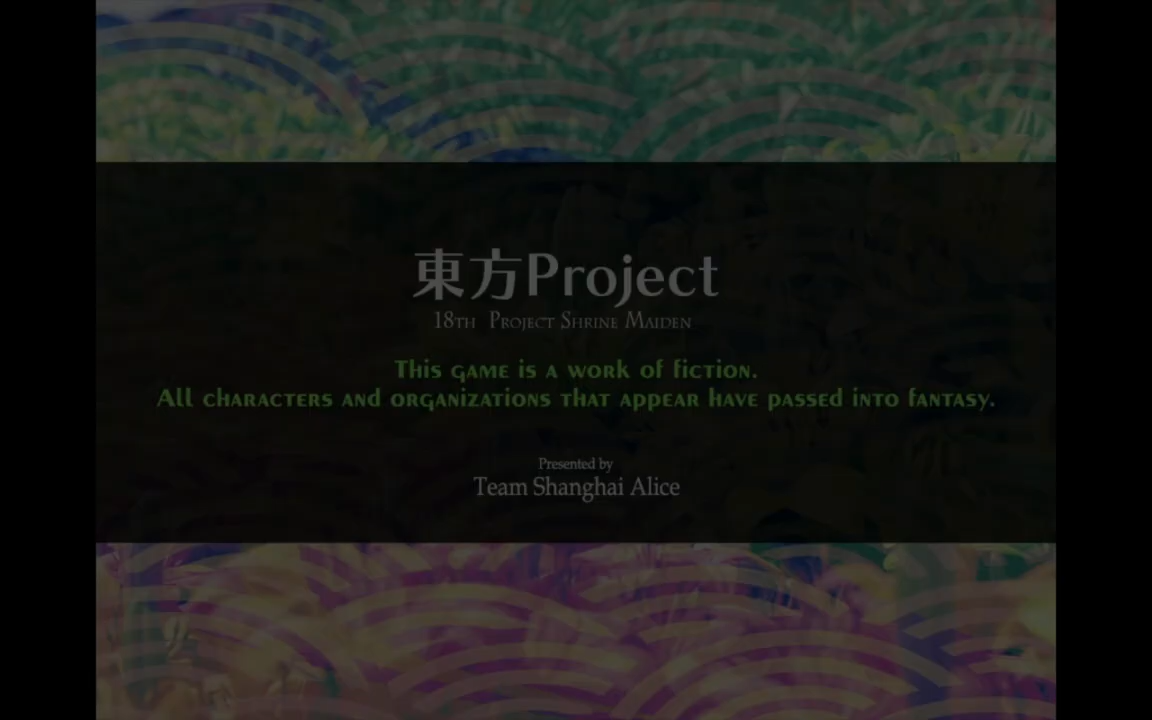 東方Project
18th Project Shrine Maiden
This game is a work of fiction.
All characters and organizations that appear have passed into fantasy.
Presented by
Team Shanghai Alice